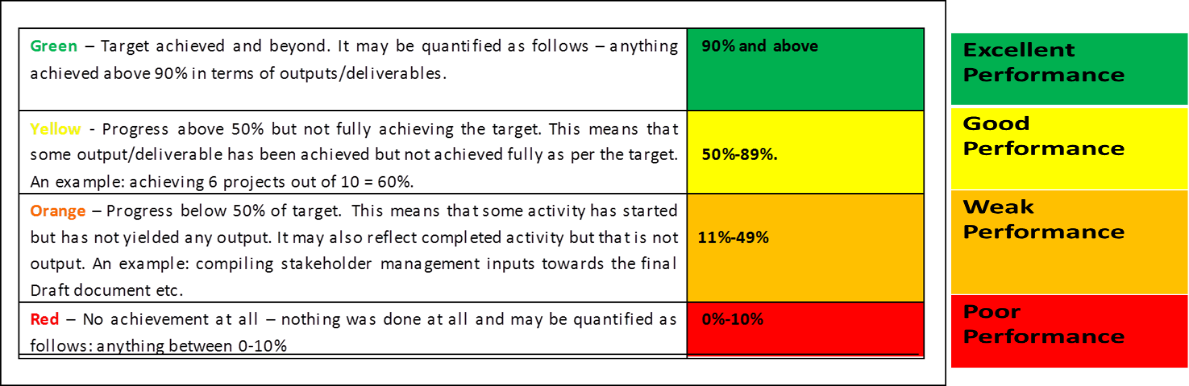 Green – Target achieved and beyond. It may be quantified as follows – anything
achieved above 90% in terms of outputs/deliverables.
90% and above
Excellent
Performance
Yellow - Progress above 50% but not fully achieving the target. This means that
some output/deliverable has been achieved but not achieved fully as per the target.
An example: achieving 6 projects out of 10 = 60%.
50%-89%.
Good
Performance
Orange – Progress below 50% of target. This means that some activity has started
but has not yielded any output. It may also reflect completed activity but that is not
output. An example: compiling stakeholder management inputs towards the final
Draft document etc.
11%-49%
Weak
Performance
Red – No achievement at all – nothing was done at all and may be quantified as
follows: anything between 0-10%
0%-10%
Poor
Performance